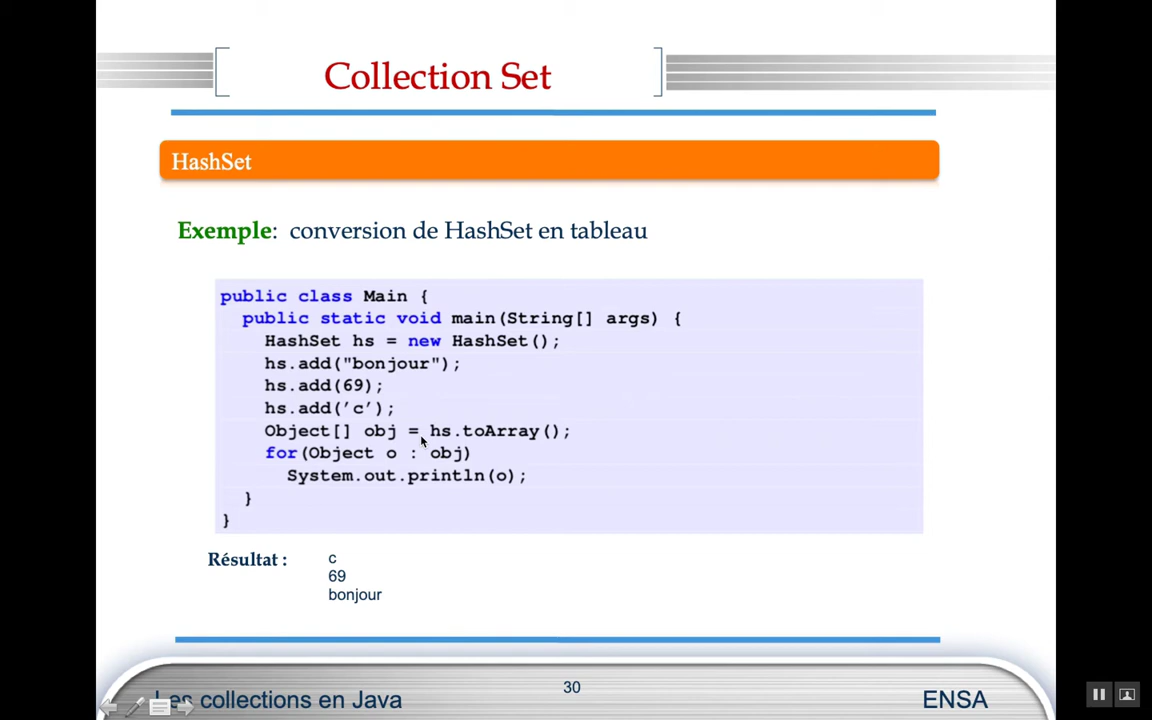 Collection Set
HashSet
Exemple: conversion de HashSet en tableau
public class Main {
public static void main(String[] args) {
HashSet hs = new HashSet();
hs.add("bonjour");
hs.add(69);
hs.add('c');
Object[] obj = hs.toArray();
for(Object o : obj)
System.out.println(o);
}
}
Résultat : c
69
bonjour
Les collections en Java
30
ENSA